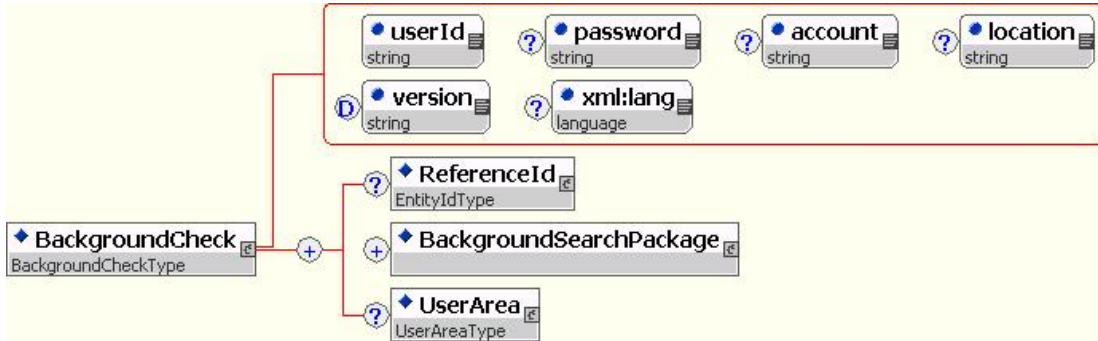 userId ? password ? account ? location
string string string string
D version ? xml:lang
string language
? ReferenceId
EntityIdType
BackgroundCheck + + BackgroundSearchPackage
BackgroundCheckType
? UserArea
UserAreaType